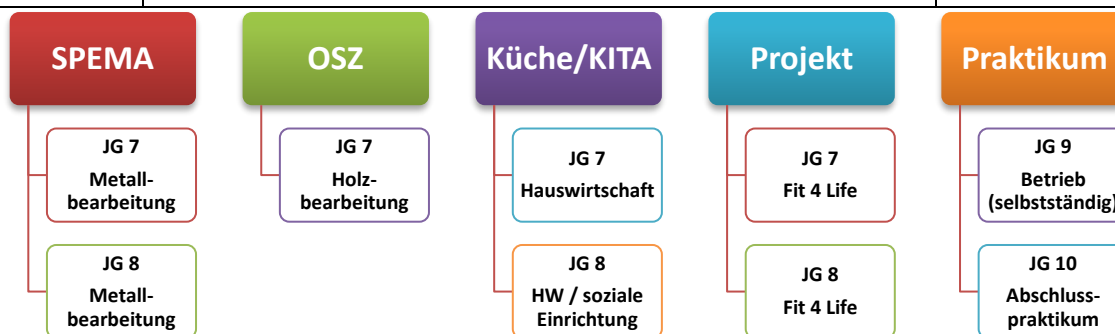 SPEMA
JG 7
Metall-
bearbeitung
JG 8
Metall-
bearbeitung
OSZ
JG 7
Holz-
bearbeitung
Küche/KITA
JG 7
Hauswirtschaft
JG 8
HW / soziale
Einrichtung
Projekt
JG 7
Fit 4 Life
JG 8
Fit 4 Life
Praktikum
JG 9
Betrieb
(selbstständig)
JG 10
Abschluss-
praktikum